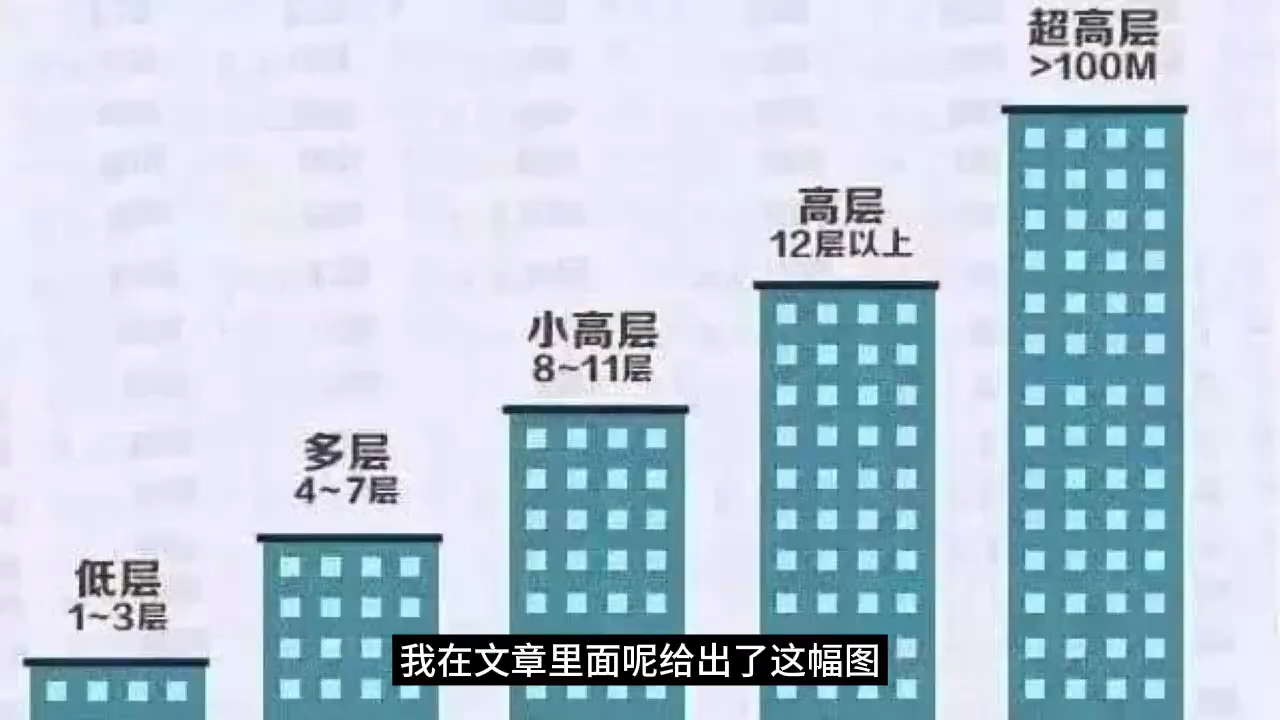 超高层
>100M
高层
12层以上
小高层
8~11层
多层
4~7层
低层
1~3层
我在文章里面呢给出了这幅图